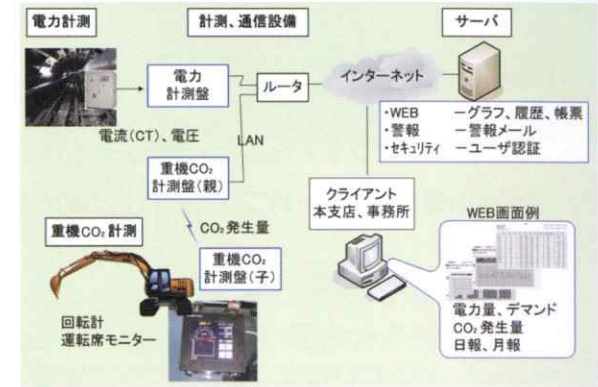 電力計測
計測、通信設備
サーバ
電力
計測盤
ルータ
インターネット
電流(CT)、電圧
LAN
・WEB －グラフ、履歴、帳票
・警報 －警報メール
・セキュリティ －ユーザ認証
重機CO₂
計測盤(親)
クライアント
本支店、事務所
WEB画面例
重機CO₂計測
CO₂発生量
重機CO₂
計測盤(子)
回転計
運転席モニター
電力量、デマンド
CO₂発生量
日報、月報